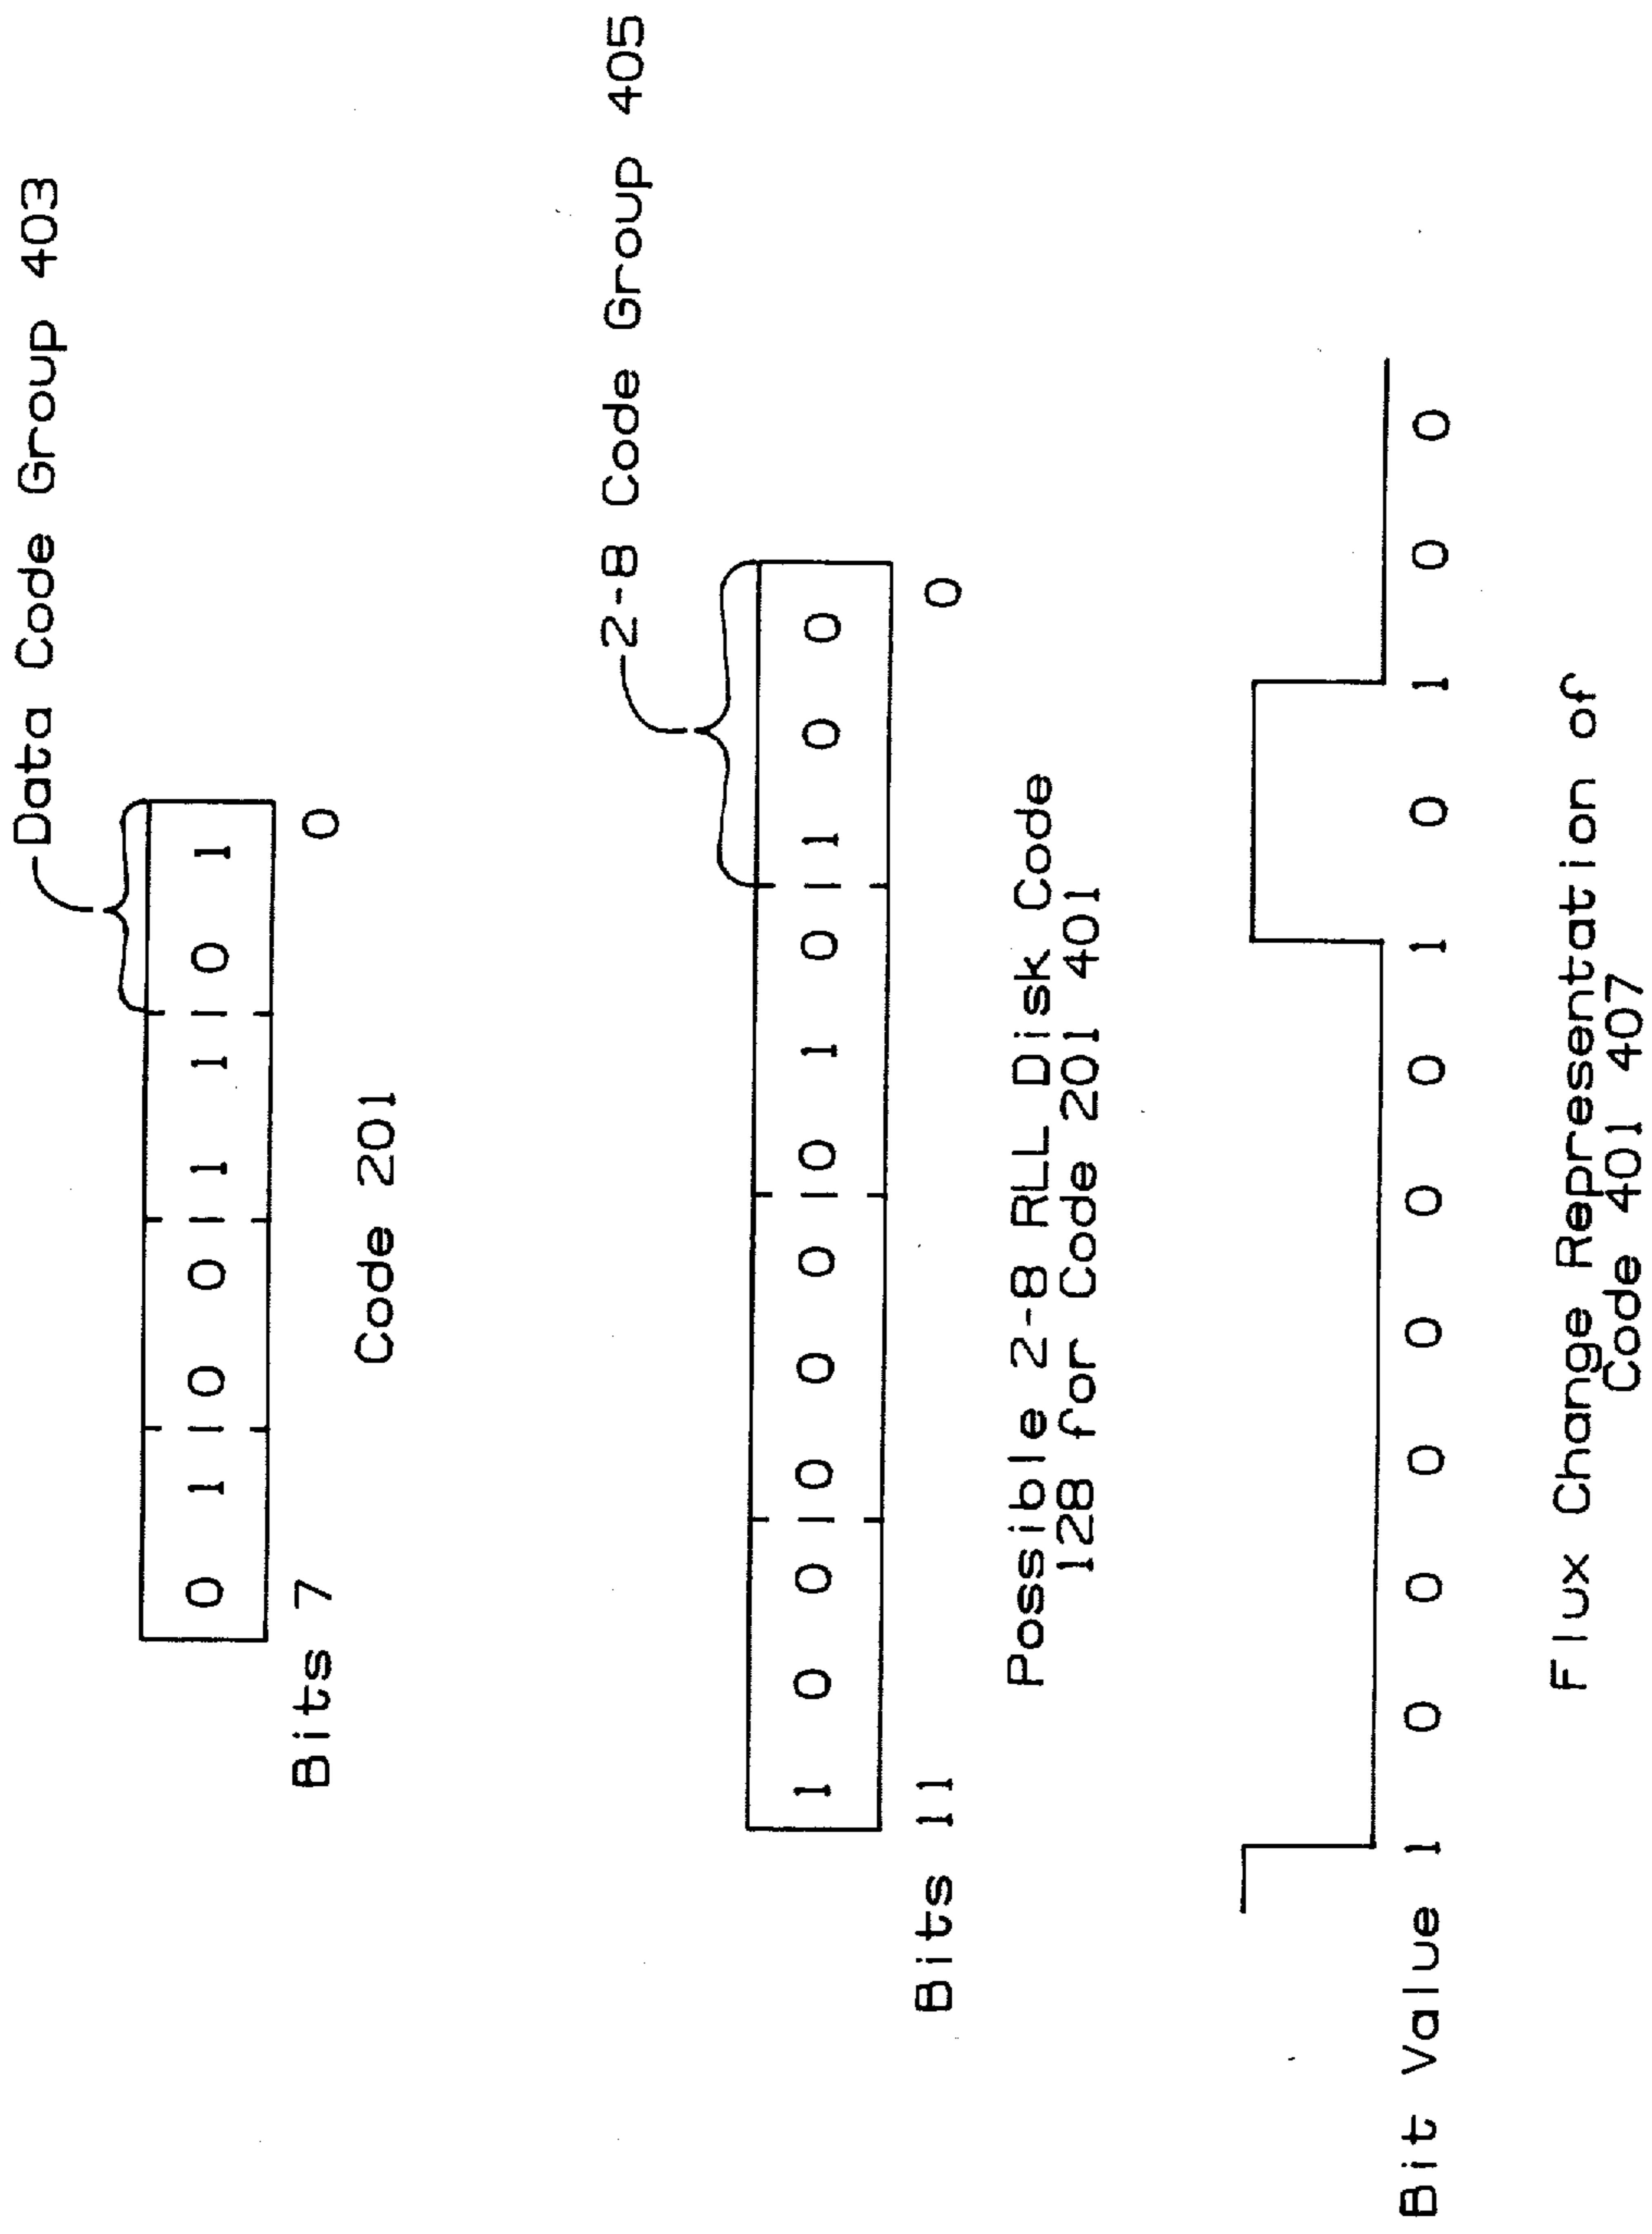 Data Code Group 403
0 1|0 0|1 1|0 1
Bits 7 0
Code 201
2-8 Code Group 405
1 0 0|0 0 0|0 1 0|1 0 0
Bits 11 0
Possible 2-8 RLL Disk Code
128 for Code 201 401
Bit Value 1 0 0 0 0 0 0 1 0 1 0 0
Flux Change Representation of
Code 401 407